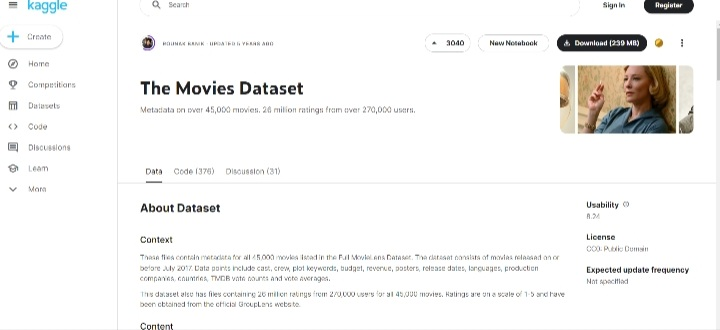 kaggle
Search
Sign In
Register
Create
Home
Competitions
Datasets
Code
Discussions
Learn
More
ROUNAK BANIK · UPDATED 5 YEARS AGO
3040
New Notebook
Download (239 MB)
The Movies Dataset
Metadata on over 45,000 movies. 26 million ratings from over 270,000 users.
Data
Code (376)
Discussion (31)
About Dataset
Context
These files contain metadata for all 45,000 movies listed in the Full MovieLens Dataset. The dataset consists of movies released on or
before July 2017. Data points include cast, crew, plot keywords, budget, revenue, posters, release dates, languages, production
companies, countries, TMDB vote counts and vote averages.
This dataset also has files containing 26 million ratings from 270,000 users for all 45,000 movies. Ratings are on a scale of 1-5 and have
been obtained from the official GroupLens website.
Content
Usability
8.24
License
CC0: Public Domain
Expected update frequency
Not specified